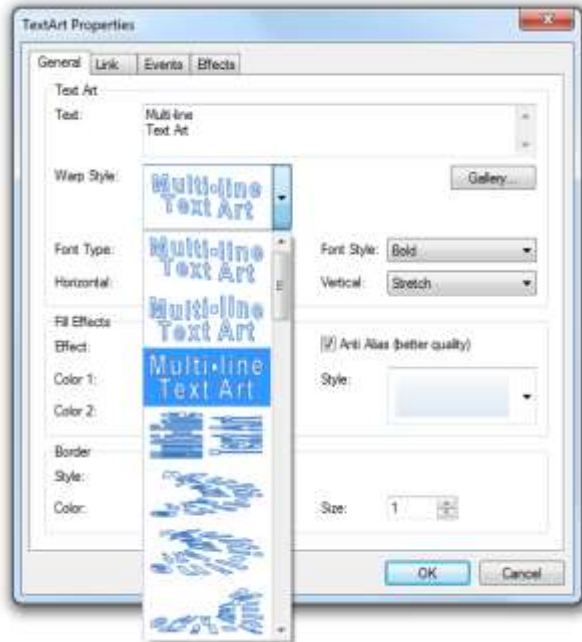 TextArt Properties
General Link Events Effects
Text Art
Text: Multi-line
Text Art
Warp Style: Multi-line
Text Art
Gallery...
Multi-line
Text Art
Font Type:
Font Style: Bold
Horizontal:
Vertical: Stretch
Multi-line
Text Art
Fill Effects
Effect:
Anti Alias (better quality)
Multi-line
Text Art
Color 1:
Style:
Color 2:
Border
Style:
Color:
Size: 1
OK Cancel